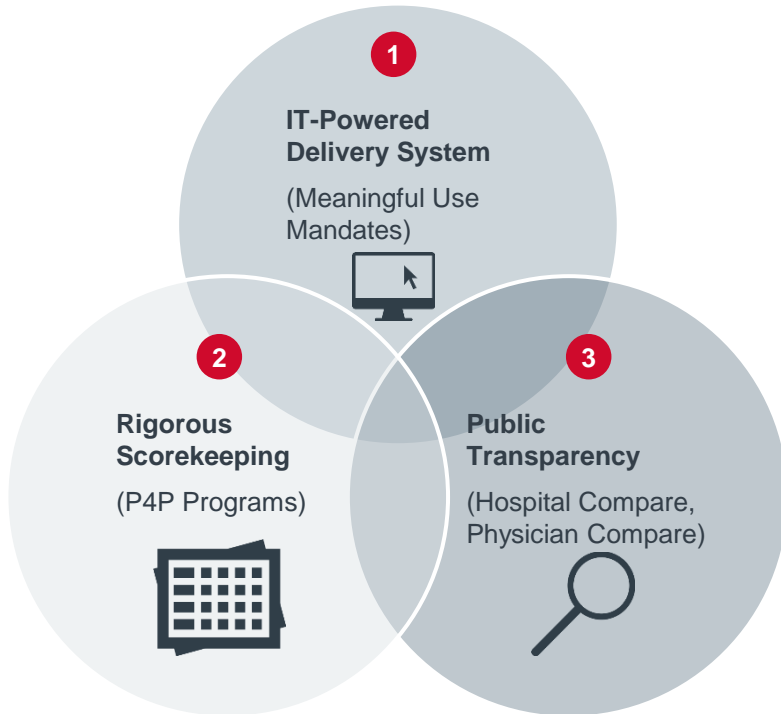 1
IT-Powered
Delivery System
(Meaningful Use
Mandates)
2
Rigorous
Scorekeeping
(P4P Programs)
3
Public
Transparency
(Hospital Compare,
Physician Compare)